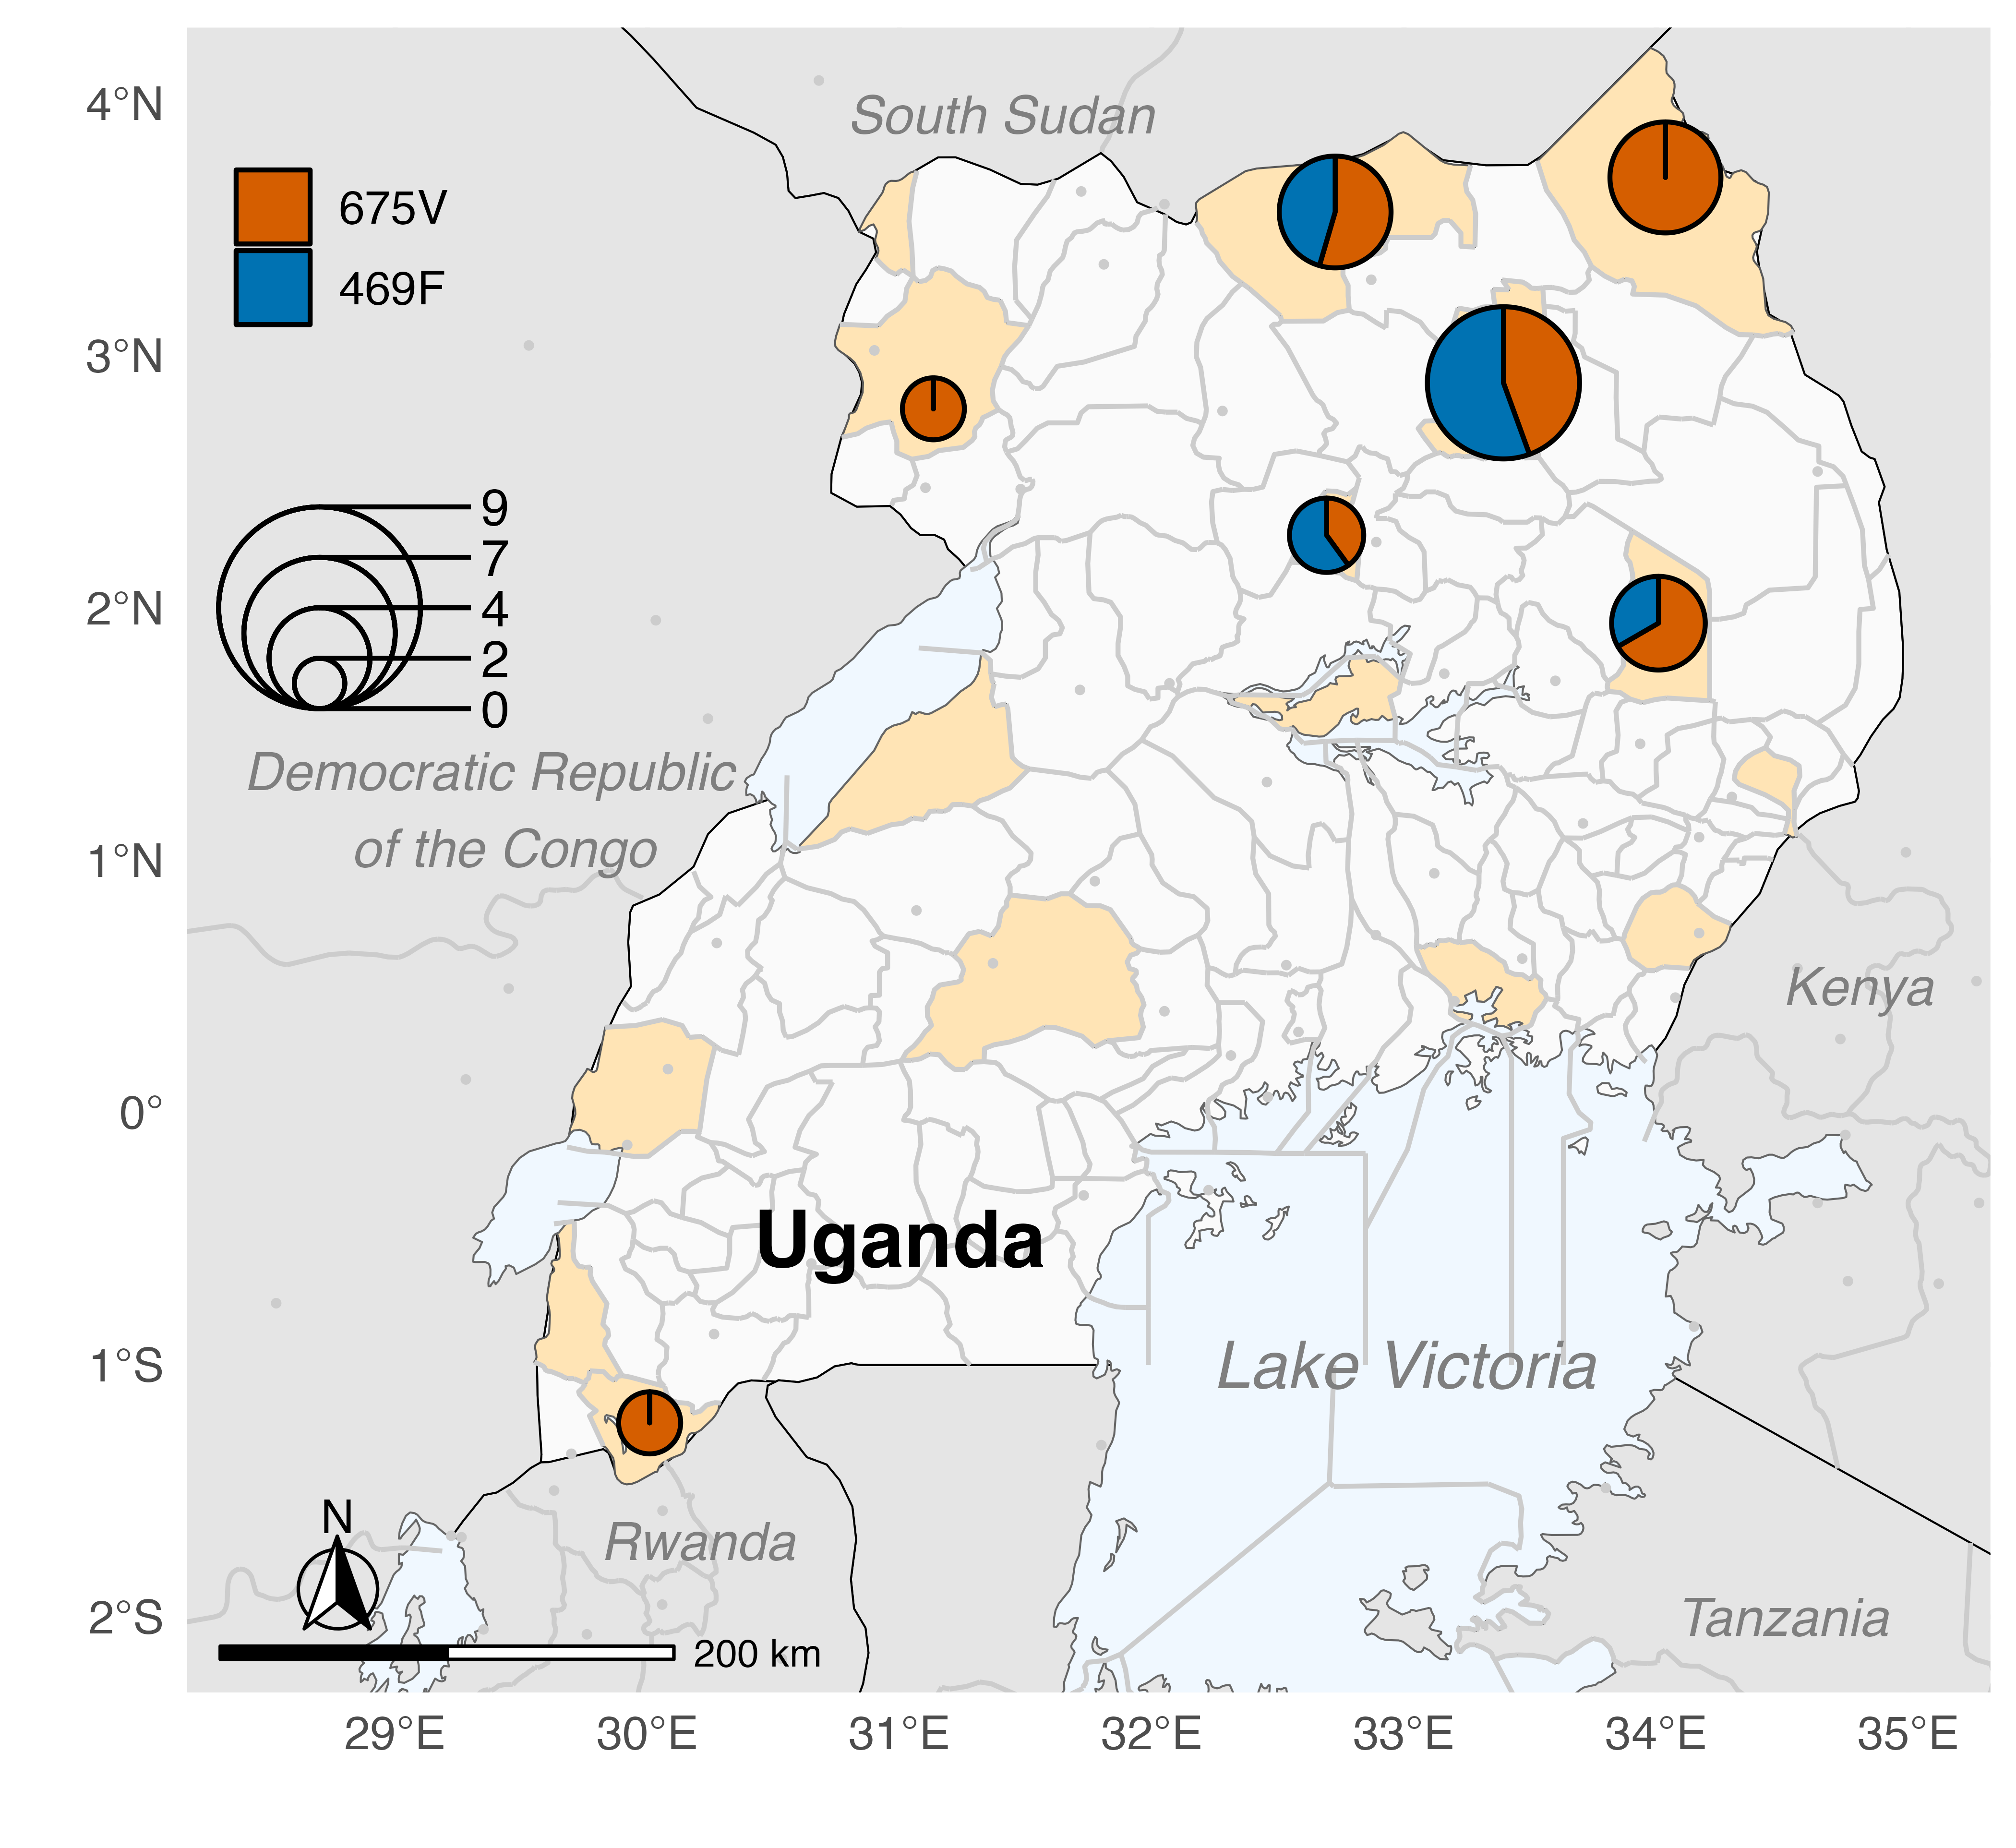 4°N
3°N
2°N
1°N
0°
1°S
2°S
South Sudan
675V
469F
9
7
4
2
0
Democratic Republic
of the Congo
Kenya
Uganda
Lake Victoria
Rwanda
Tanzania
N
200 km
29°E
30°E
31°E
32°E
33°E
34°E
35°E